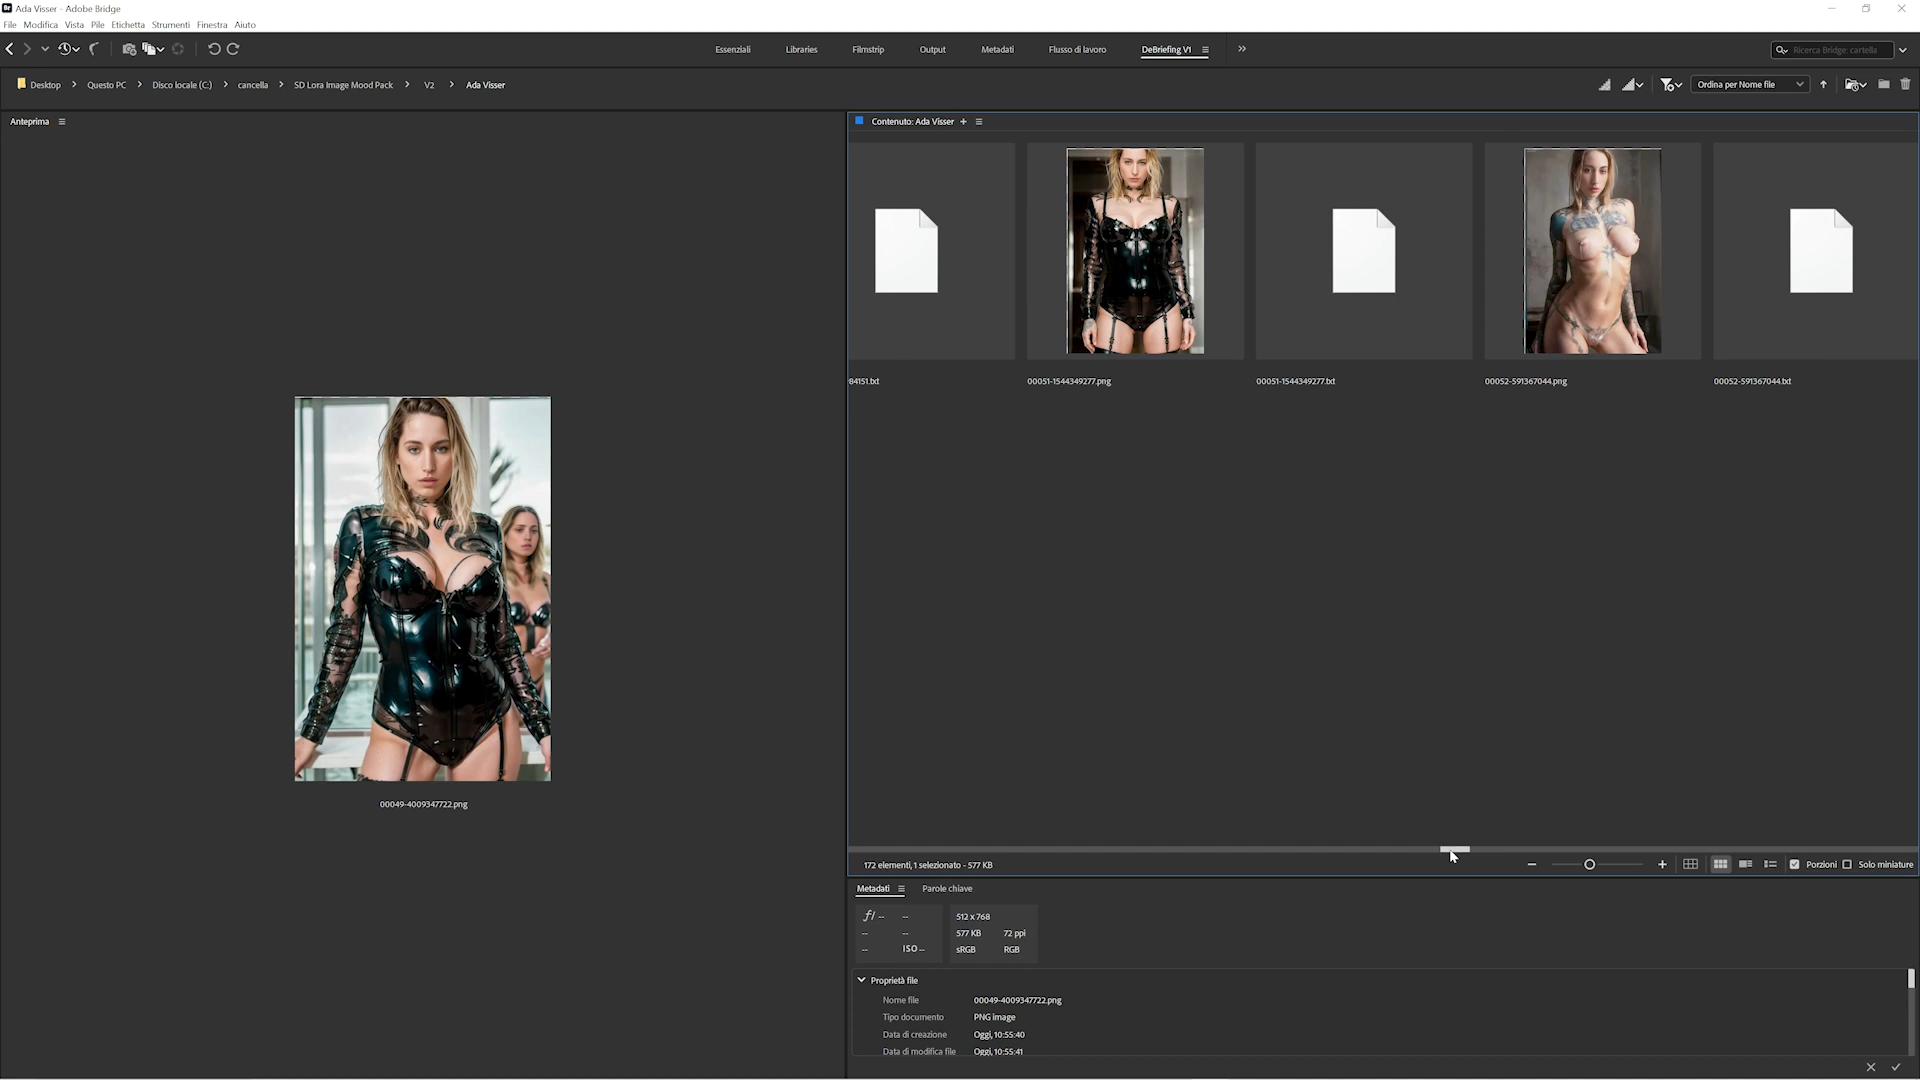 Br Ada Visser - Adobe Bridge
File Modifica Vista Pile Etichetta Strumenti Finestra Aiuto
Essenziali Libraries Filmstrip Output Metadati Flusso di lavoro DeBriefing V1
Ricerca Bridge: cartella
Desktop Questo PC Disco locale (C:) cancella SD Lora Image Mood Pack V2 Ada Visser
Ordina per Nome file
Anteprima
Contenuto: Ada Visser
84151.txt 00051-1544349277.png 00051-1544349277.txt 00052-591367044.png 00052-591367044.txt
00049-4009347722.png
172 elementi, 1 selezionato - 577 KB
Porzioni Solo miniature
Metadati Parole chiave
f/ -- -- 512 x 768
-- -- 577 KB 72 ppi
-- ISO -- sRGB RGB
Proprietà file
Nome file 00049-4009347722.png
Tipo documento PNG image
Data di creazione Oggi, 10:55:40
Data di modifica file Oggi, 10:55:41